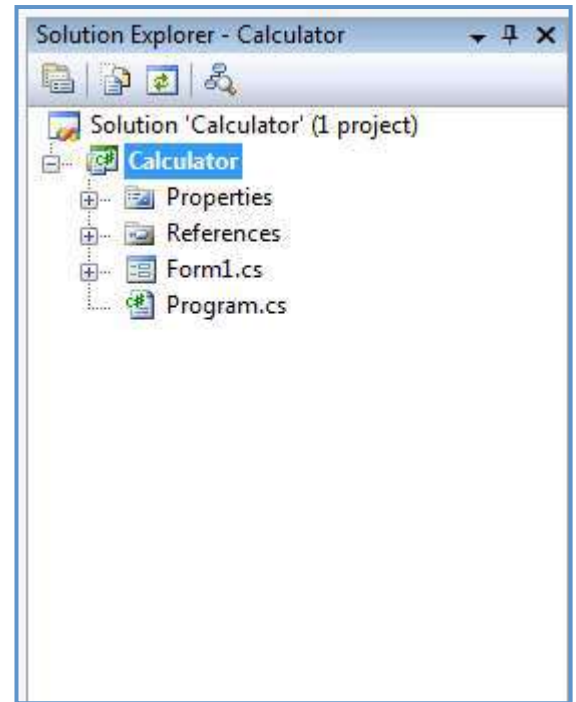 Solution Explorer - Calculator
Solution 'Calculator' (1 project)
Calculator
Properties
References
Form1.cs
Program.cs